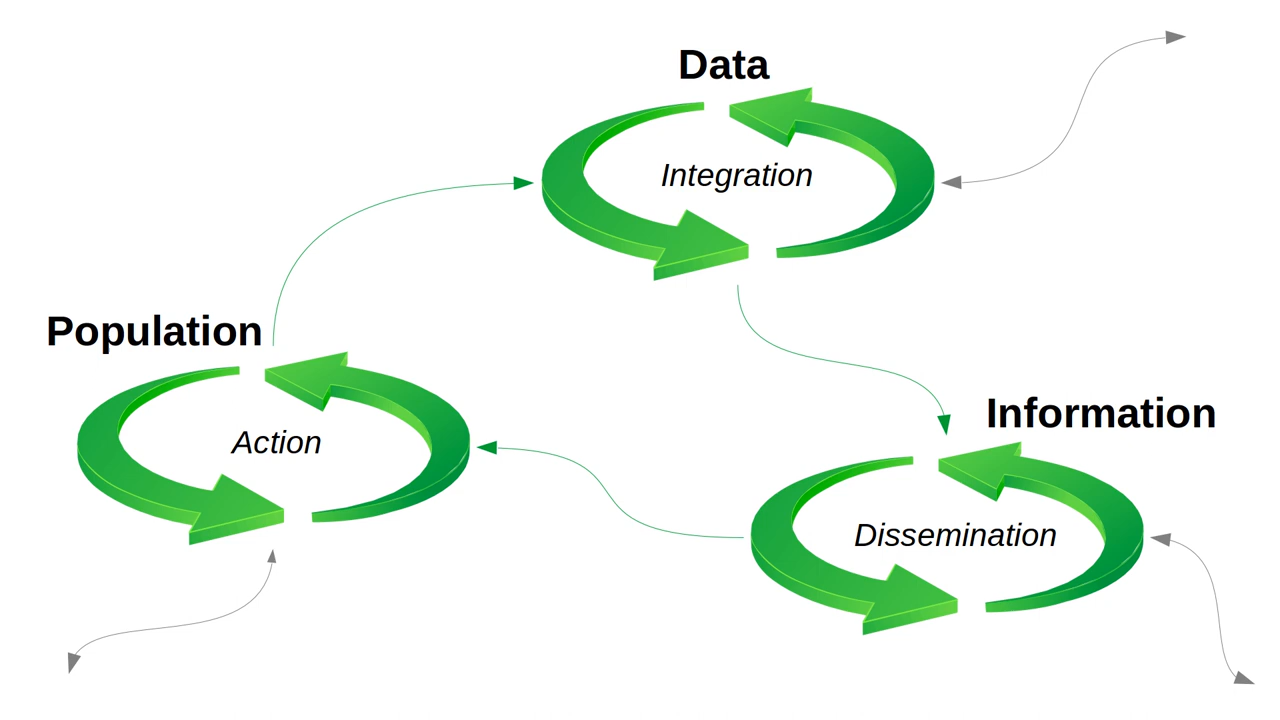 Data
Integration
Population
Action
Information
Dissemination